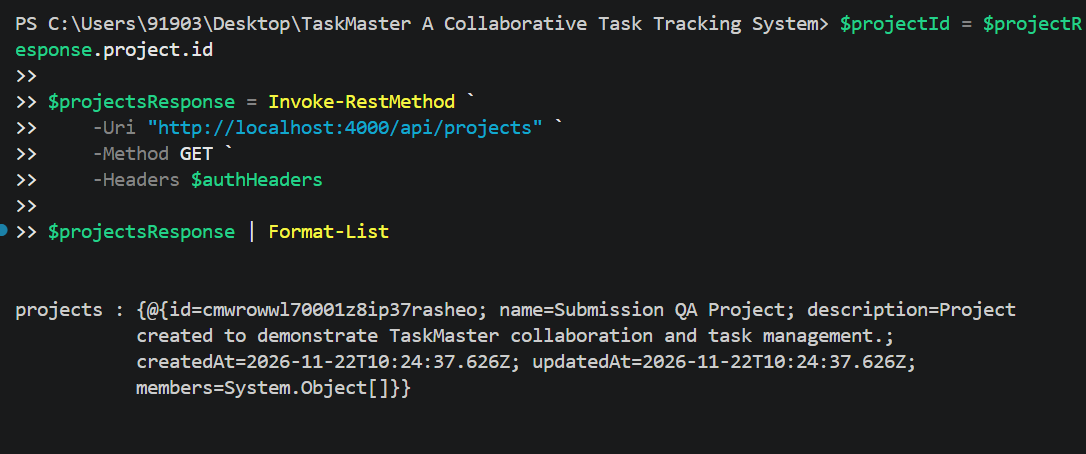 PS C:\Users\91903\Desktop\TaskMaster A Collaborative Task Tracking System> $projectId = $projectR
esponse.project.id
>>
>> $projectsResponse = Invoke-RestMethod `
>>     -Uri "http://localhost:4000/api/projects" `
>>     -Method GET `
>>     -Headers $authHeaders
>>
>> $projectsResponse | Format-List
projects : {@{id=cmwrowwl70001z8ip37rasheo; name=Submission QA Project; description=Project
           created to demonstrate TaskMaster collaboration and task management.;
           createdAt=2026-11-22T10:24:37.626Z; updatedAt=2026-11-22T10:24:37.626Z;
           members=System.Object[]}}